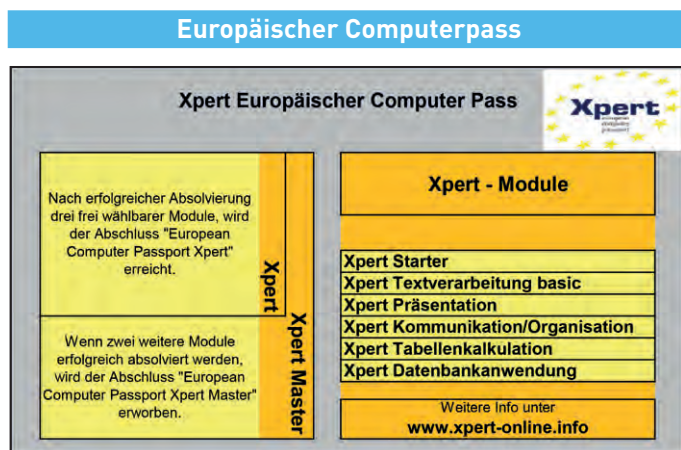 Europäischer Computerpass
Xpert Europäischer Computer Pass
Xpert
european
computer
passport
Nach erfolgreicher Absolvierung
drei frei wählbarer Module, wird
der Abschluss "European
Computer Passport Xpert"
erreicht.
Xpert
Wenn zwei weitere Module
erfolgreich absolviert werden,
wird der Abschluss "European
Computer Passport Xpert Master"
erworben.
Xpert Master
Xpert - Module
Xpert Starter
Xpert Textverarbeitung basic
Xpert Präsentation
Xpert Kommunikation/Organisation
Xpert Tabellenkalkulation
Xpert Datenbankanwendung
Weitere Info unter
www.xpert-online.info